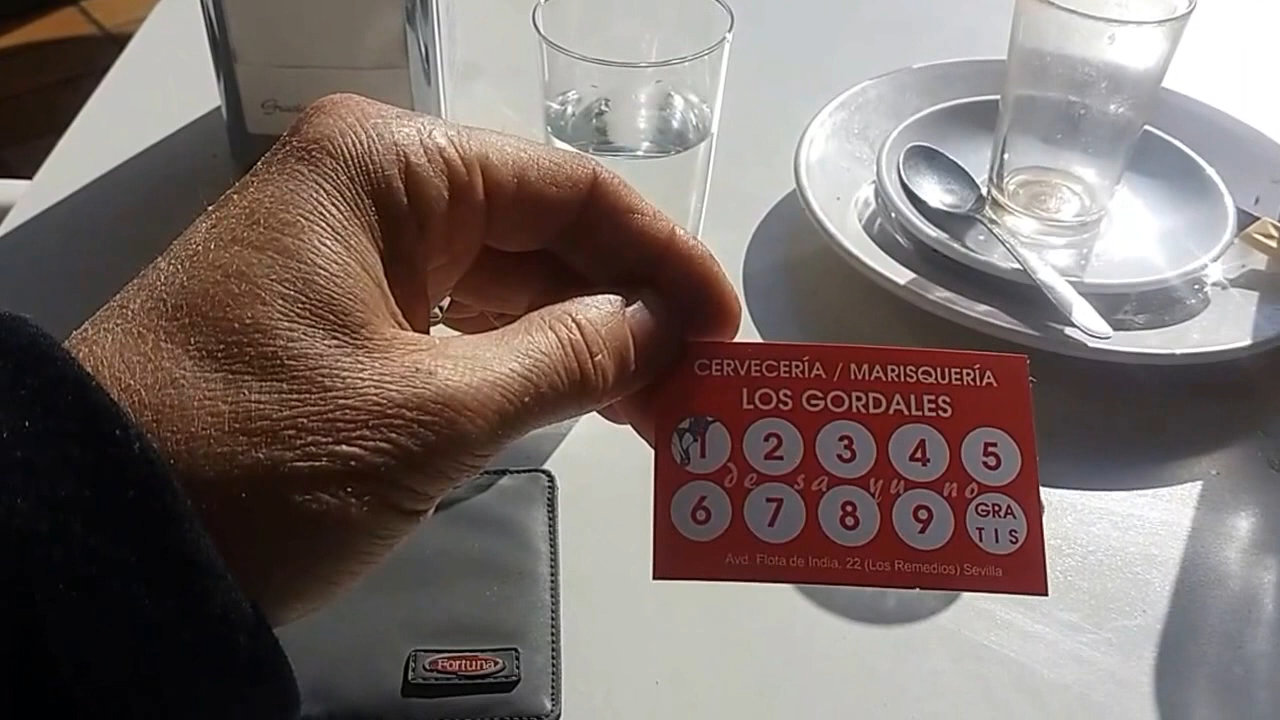 CERVECERÍA / MARISQUERÍA
LOS GORDALES
1 2 3 4 5
de sa yu no
6 7 8 9 GRA
TIS
Avd. Flota de India, 22 (Los Remedios) Sevilla
Fortuna